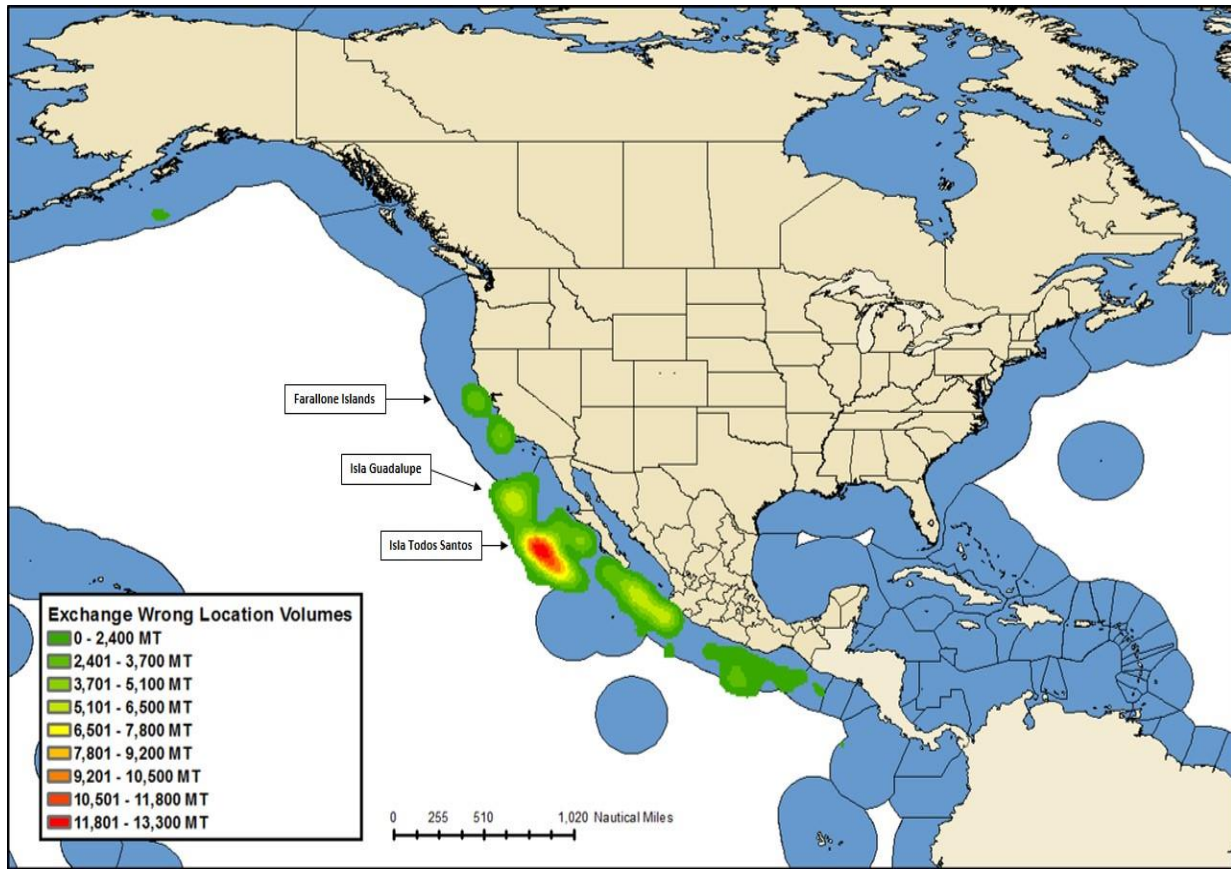 Farallone Islands
Isla Guadalupe
Isla Todos Santos
Exchange Wrong Location Volumes
0 - 2,400 MT
2,401 - 3,700 MT
3,701 - 5,100 MT
5,101 - 6,500 MT
6,501 - 7,800 MT
7,801 - 9,200 MT
9,201 - 10,500 MT
10,501 - 11,800 MT
11,801 - 13,300 MT
0 255 510 1,020 Nautical Miles